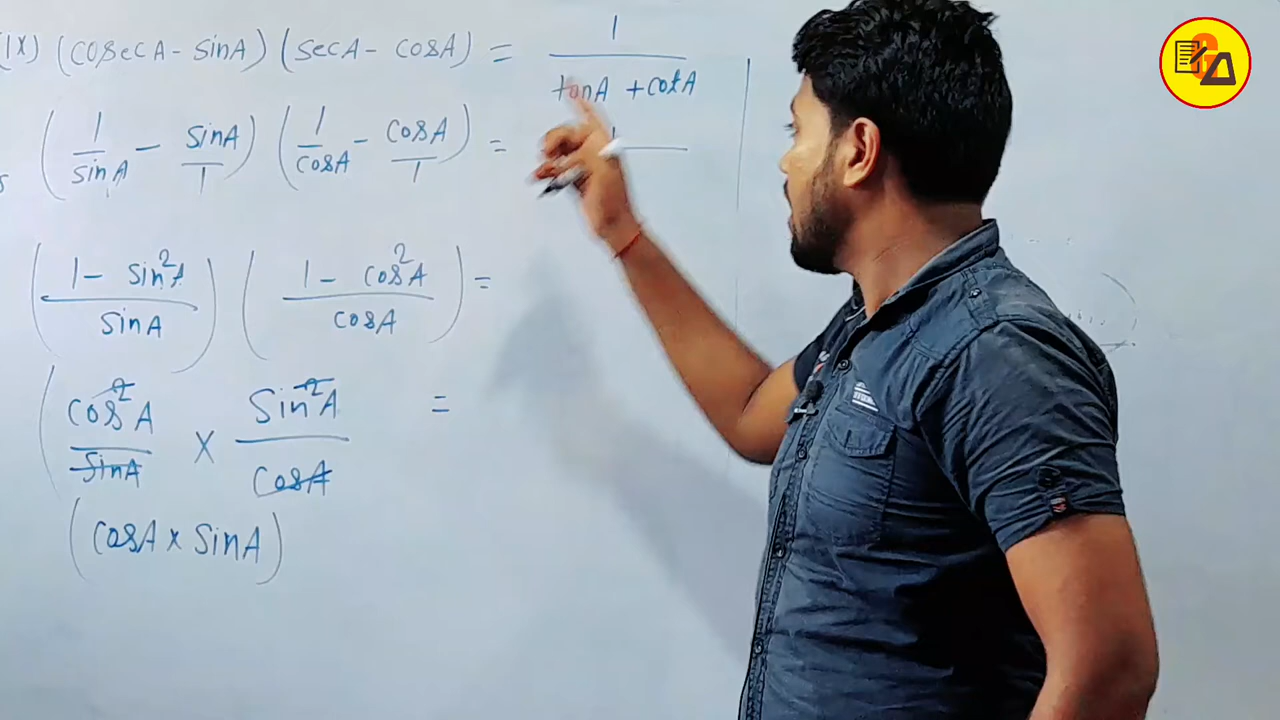 (IX) (cosecA - sinA) (secA - cosA) = 1 / (tanA + cotA)
(1/sinA - sinA/1) (1/cosA - cosA/1) = 1
(1 - sin²A / sinA) (1 - cos²A / cosA) =
(cos²A / sinA × sin²A / cosA =
(cosA × sinA)